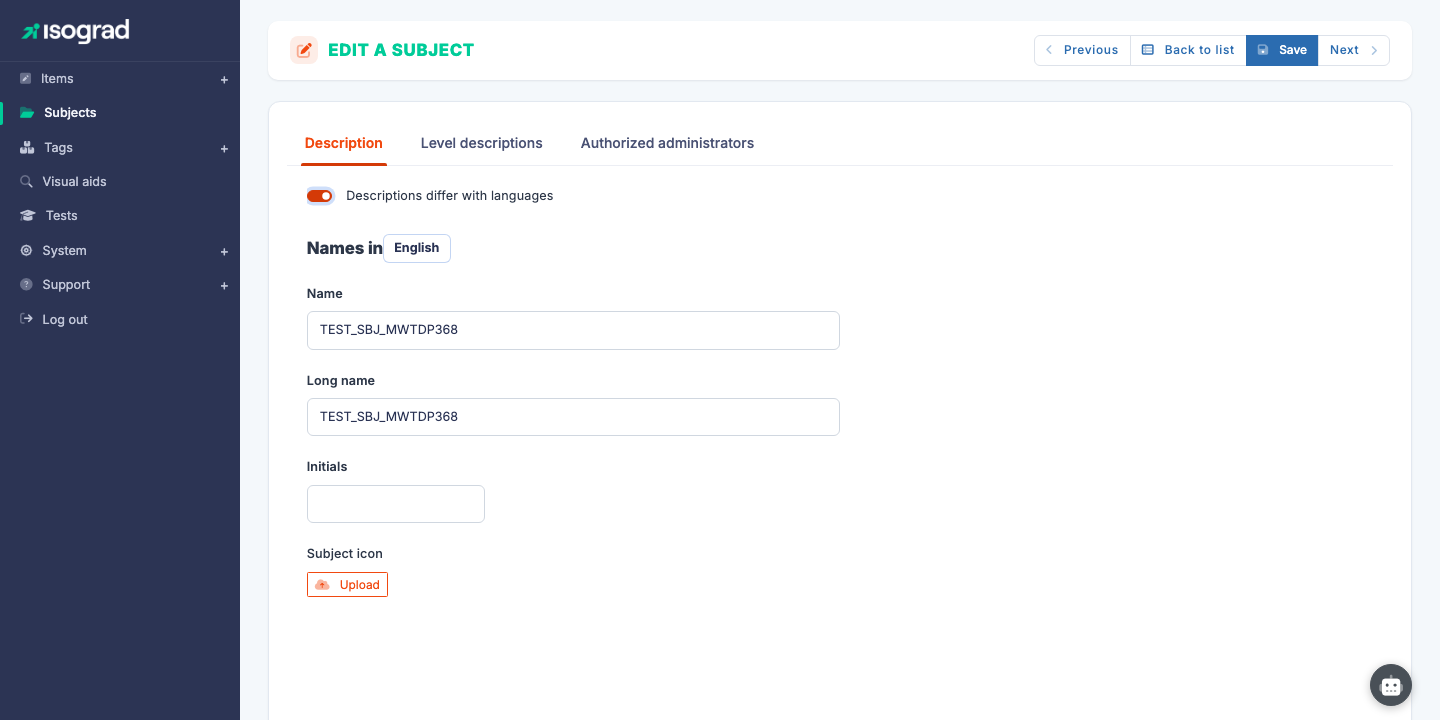 isograd
Items +
Subjects
Tags +
Visual aids
Tests
System +
Support +
Log out
EDIT A SUBJECT
Previous
Back to list
Save
Next
Description
Level descriptions
Authorized administrators
Descriptions differ with languages
Names in English
Name
TEST_SBJ_MWTDP368
Long name
TEST_SBJ_MWTDP368
Initials
Subject icon
Upload